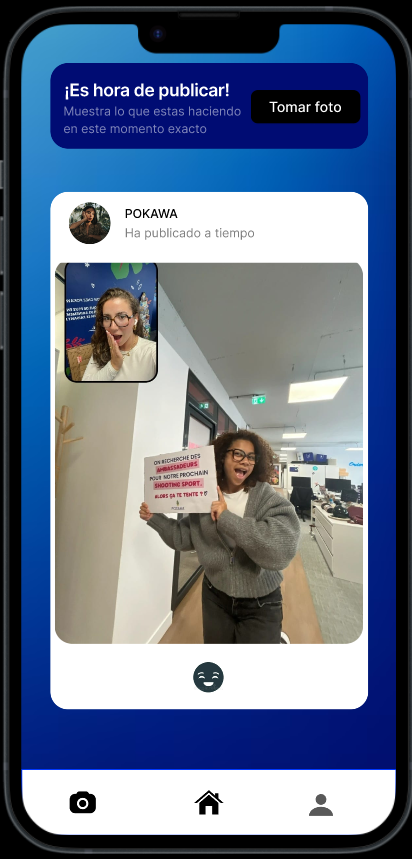 ¡Es hora de publicar!
Muestra lo que estas haciendo
en este momento exacto
Tomar foto
POKAWA
Ha publicado a tiempo
ON RECHERCHE DES
AMBASSADEURS
POUR NOTRE PROCHAIN
SHOOTING SPORT.
ALORS ÇA TE TENTE ?